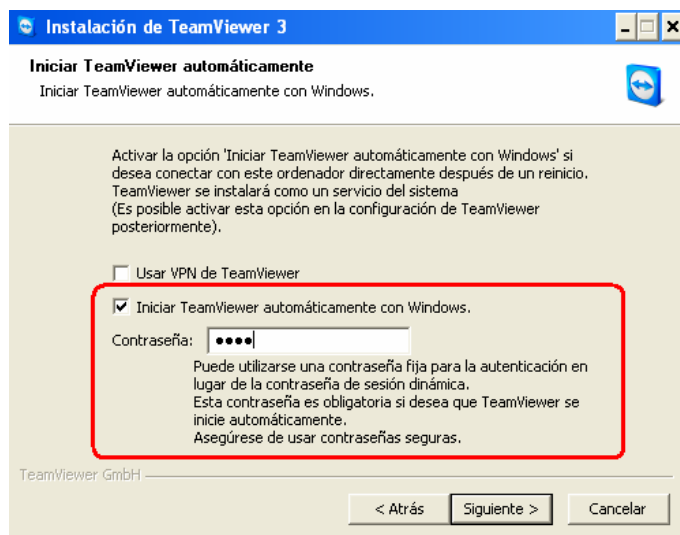 Instalación de TeamViewer 3
Iniciar TeamViewer automáticamente
Iniciar TeamViewer automáticamente con Windows.
Activar la opción 'Iniciar TeamViewer automáticamente con Windows' si
desea conectar con este ordenador directamente después de un reinicio.
TeamViewer se instalará como un servicio del sistema
(Es posible activar esta opción en la configuración de TeamViewer
posteriormente).
Usar VPN de TeamViewer
Iniciar TeamViewer automáticamente con Windows.
Contraseña: ●●●●
Puede utilizarse una contraseña fija para la autenticación en
lugar de la contraseña de sesión dinámica.
Esta contraseña es obligatoria si desea que TeamViewer se
inicie automáticamente.
Asegúrese de usar contraseñas seguras.
TeamViewer GmbH
< Atrás Siguiente > Cancelar